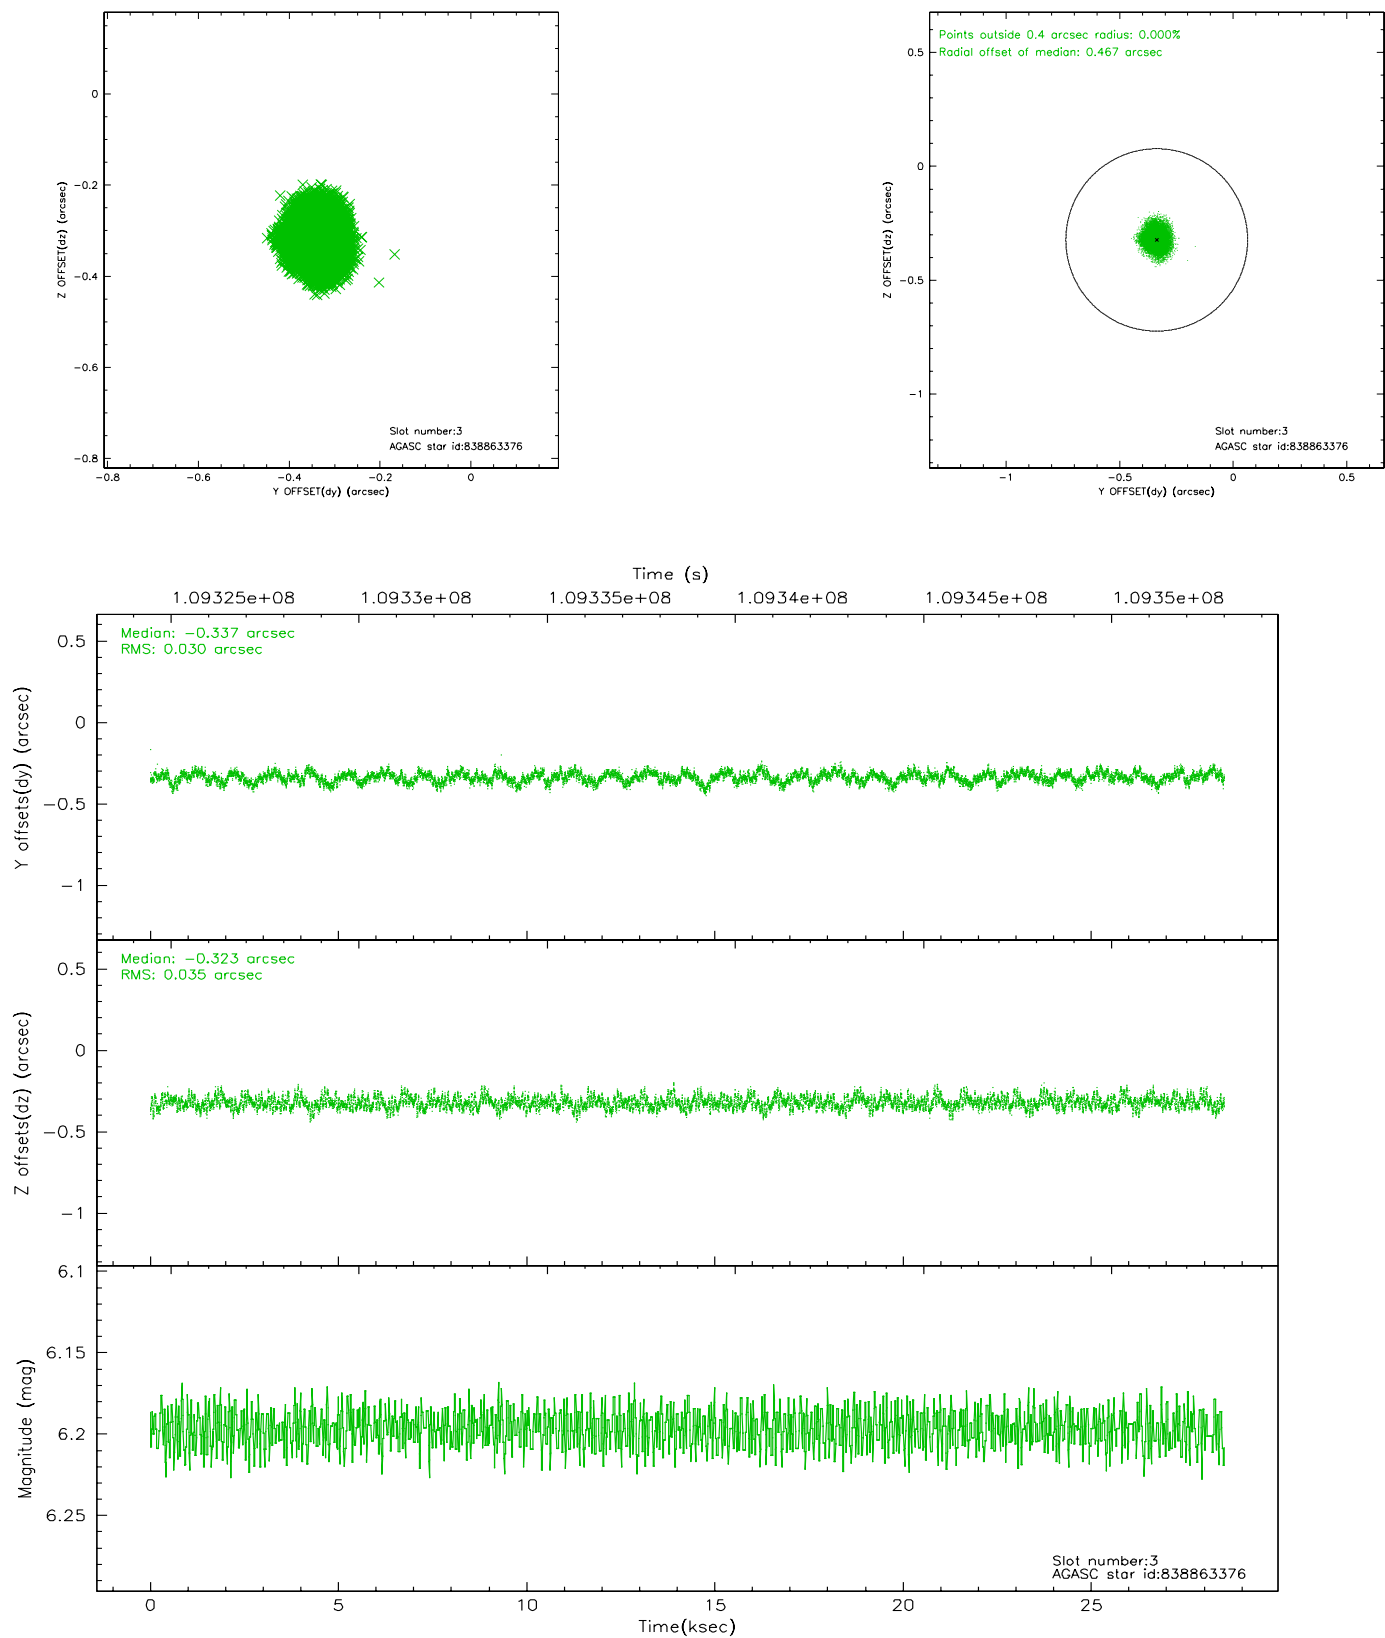 0
-0.2
-0.4
-0.6
-0.8
Z OFFSET(dz) (arcsec)
Slot number:3
AGASC star id:838863376
-0.8
-0.6
-0.4
-0.2
0
Y OFFSET(dy) (arcsec)
Points outside 0.4 arcsec radius: 0.000%
Radial offset of median: 0.467 arcsec
0.5
0
-0.5
-1
Z OFFSET(dz) (arcsec)
Slot number:3
AGASC star id:838863376
-1
-0.5
0
0.5
Y OFFSET(dy) (arcsec)
Time (s)
1.09325e+08
1.0933e+08
1.09335e+08
1.0934e+08
1.09345e+08
1.0935e+08
Median: -0.337 arcsec
RMS: 0.030 arcsec
0.5
0
-0.5
-1
Y offsets(dy) (arcsec)
Median: -0.323 arcsec
RMS: 0.035 arcsec
0.5
0
-0.5
-1
Z offsets(dz) (arcsec)
6.1
6.15
6.2
6.25
Magnitude (mag)
Slot number:3
AGASC star id:838863376
0
5
10
15
20
25
Time(ksec)